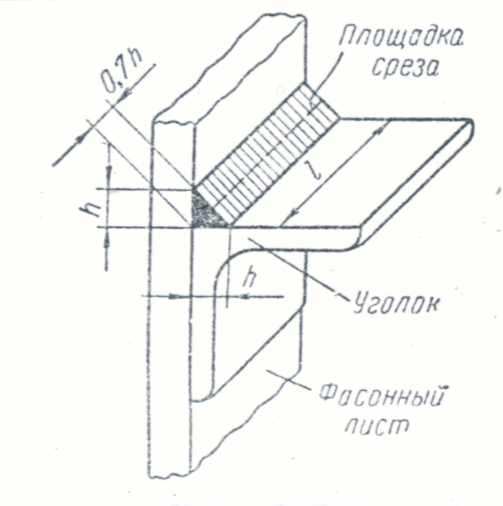 Площадка
среза
0,7h
h
l
h
Уголок
Фасонный
лист